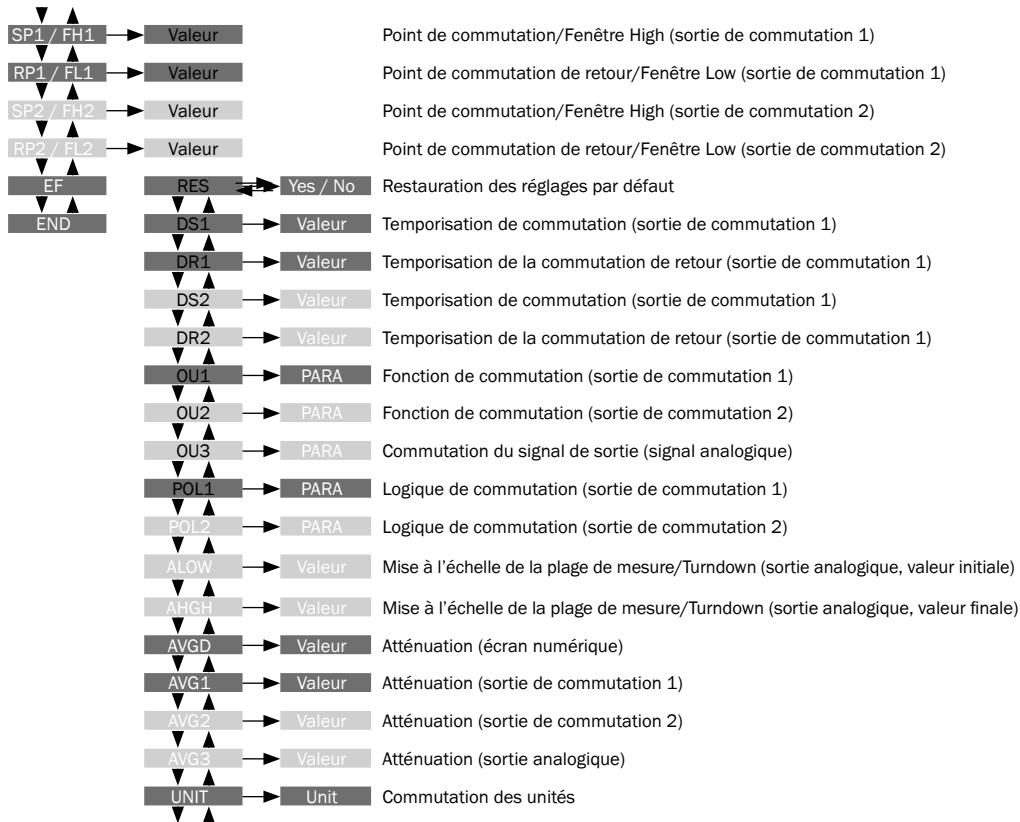 SP1 / FH1 Valeur Point de commutation/Fenêtre High (sortie de commutation 1)
RP1 / FL1 Valeur Point de commutation de retour/Fenêtre Low (sortie de commutation 1)
SP2 / FH2 Valeur Point de commutation/Fenêtre High (sortie de commutation 2)
RP2 / FL2 Valeur Point de commutation de retour/Fenêtre Low (sortie de commutation 2)
EF RES Yes / No Restauration des réglages par défaut
END DS1 Valeur Temporisation de commutation (sortie de commutation 1)
DR1 Valeur Temporisation de la commutation de retour (sortie de commutation 1)
DS2 Valeur Temporisation de commutation (sortie de commutation 1)
DR2 Valeur Temporisation de la commutation de retour (sortie de commutation 1)
OU1 PARA Fonction de commutation (sortie de commutation 1)
OU2 PARA Fonction de commutation (sortie de commutation 2)
OU3 PARA Commutation du signal de sortie (signal analogique)
POL1 PARA Logique de commutation (sortie de commutation 1)
POL2 PARA Logique de commutation (sortie de commutation 2)
ALOW Valeur Mise à l'échelle de la plage de mesure/Turndown (sortie analogique, valeur initiale)
AHGH Valeur Mise à l'échelle de la plage de mesure/Turndown (sortie analogique, valeur finale)
AVGD Valeur Atténuation (écran numérique)
AVG1 Valeur Atténuation (sortie de commutation 1)
AVG2 Valeur Atténuation (sortie de commutation 2)
AVG3 Valeur Atténuation (sortie analogique)
UNIT Unit Commutation des unités